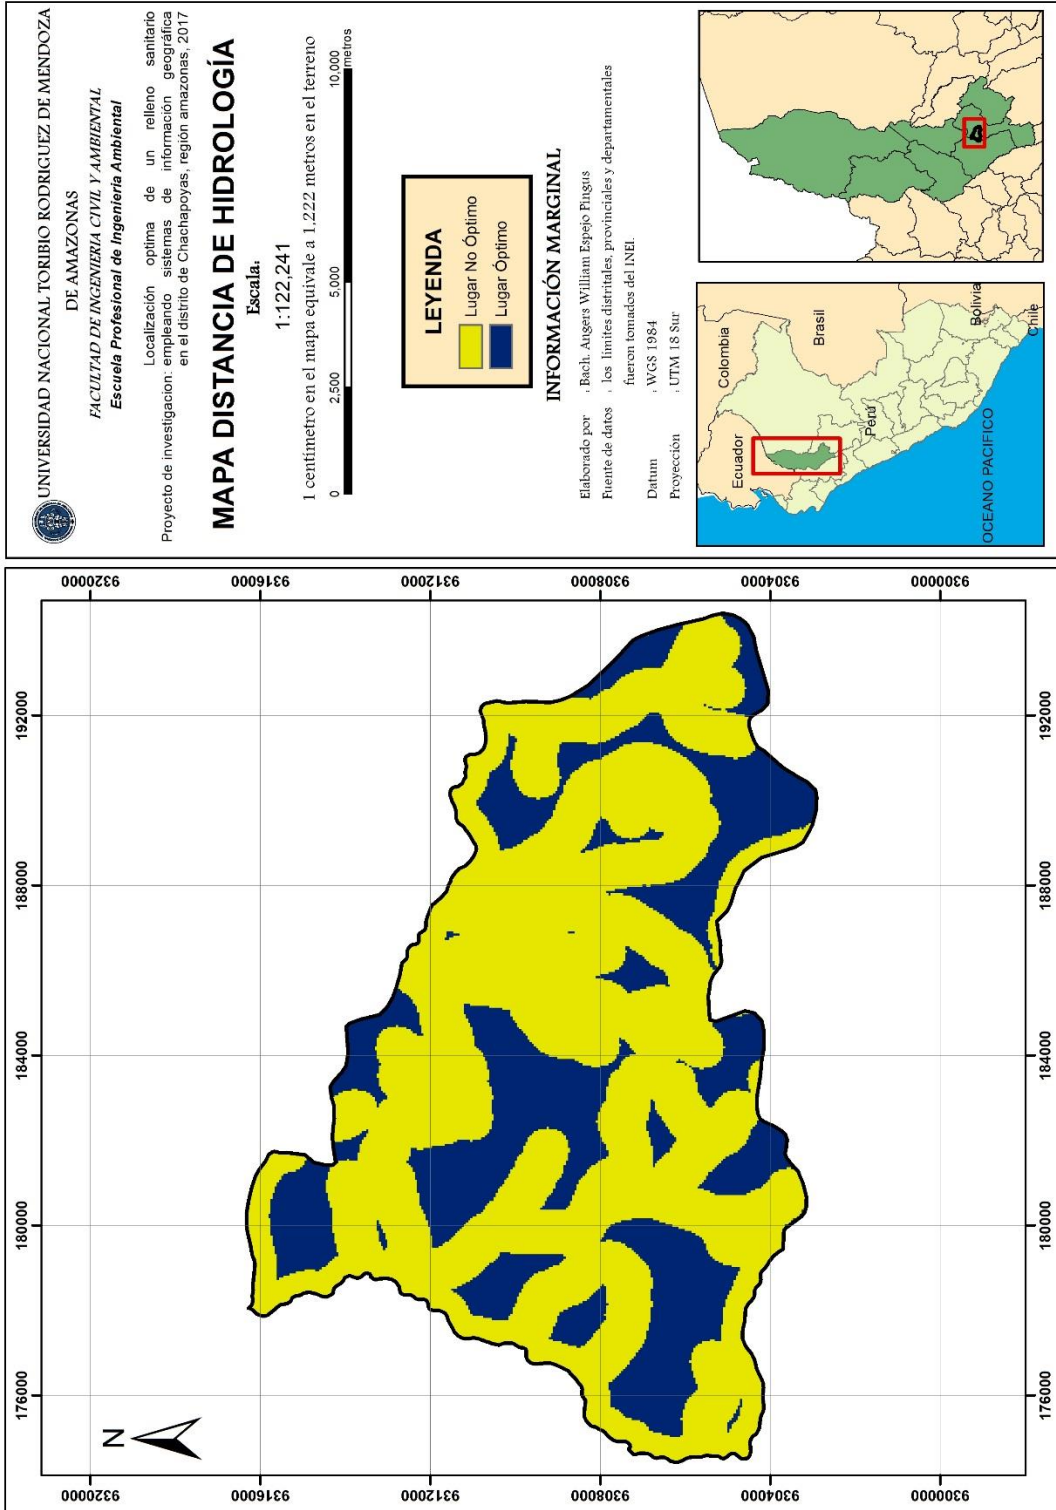 UNIVERSIDAD NACIONAL TORIBIO RODRIGUEZ DE MENDOZA
DE AMAZONAS
FACULTAD DE INGENIERIA CIVIL Y AMBIENTAL
Escuela Profesional de Ingenieria Ambiental
Proyecto de investigacion:
Localización optima de un relleno sanitario
empleando sistemas de información geográfica
en el distrito de Chachapoyas, región amazonas, 2017
MAPA DISTANCIA DE HIDROLOGÍA
Escala:
1:122,241
1 centimetro en el mapa equivale a 1.222 metros en el terreno
0 2,500 5,000 10,000
metros
LEYENDA
Lugar No Óptimo
Lugar Óptimo
INFORMACIÓN MARGINAL
Elaborado por : Bach. Angers William Espejo Pingus
Fuente de datos : los limites distritales, provinciales y departamentales
fueron tomados del INEI.
Datum : WGS 1984
Proyección : UTM 18 Sur
Ecuador
Colombia
Brasil
Perú
Bolivia
Chile
OCEANO PACIFICO
N
176000 180000 184000 188000 192000
9320000 9320000
9316000 9316000
9312000 9312000
9308000 9308000
9304000 9304000
9300000 9300000
176000 180000 184000 188000 192000